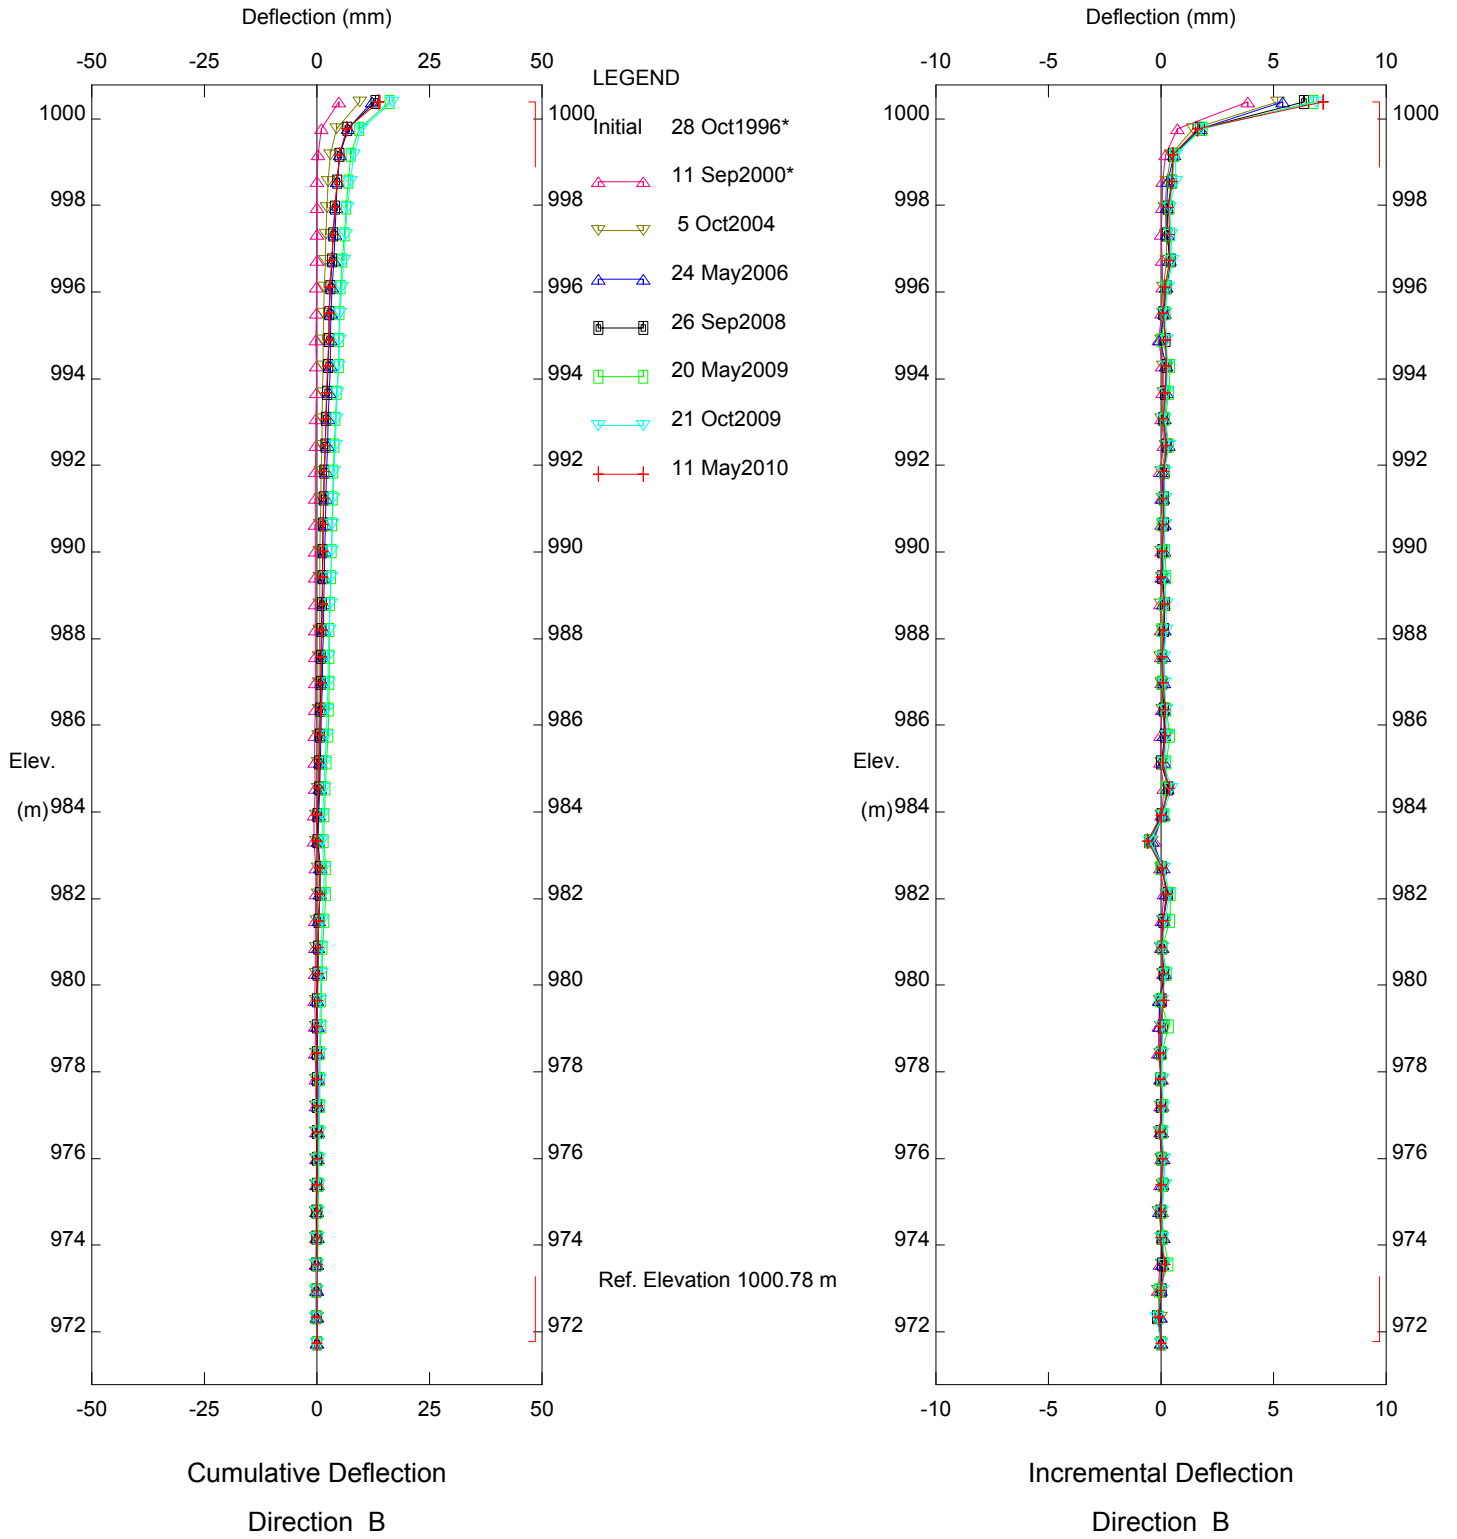 Deflection (mm)
-50 -25 0 25 50
1000
998
996
994
992
990
988
986
Elev.
(m) 984
982
980
978
976
974
972
1000
998
996
994
992
990
988
986
984
982
980
978
976
974
972
-50 -25 0 25 50
Cumulative Deflection
Direction B
LEGEND
Initial 28 Oct1996*
11 Sep2000*
5 Oct2004
24 May2006
26 Sep2008
20 May2009
21 Oct2009
11 May2010
Ref. Elevation 1000.78 m
Deflection (mm)
-10 -5 0 5 10
1000
998
996
994
992
990
988
986
Elev.
(m) 984
982
980
978
976
974
972
1000
998
996
994
992
990
988
986
984
982
980
978
976
974
972
-10 -5 0 5 10
Incremental Deflection
Direction B